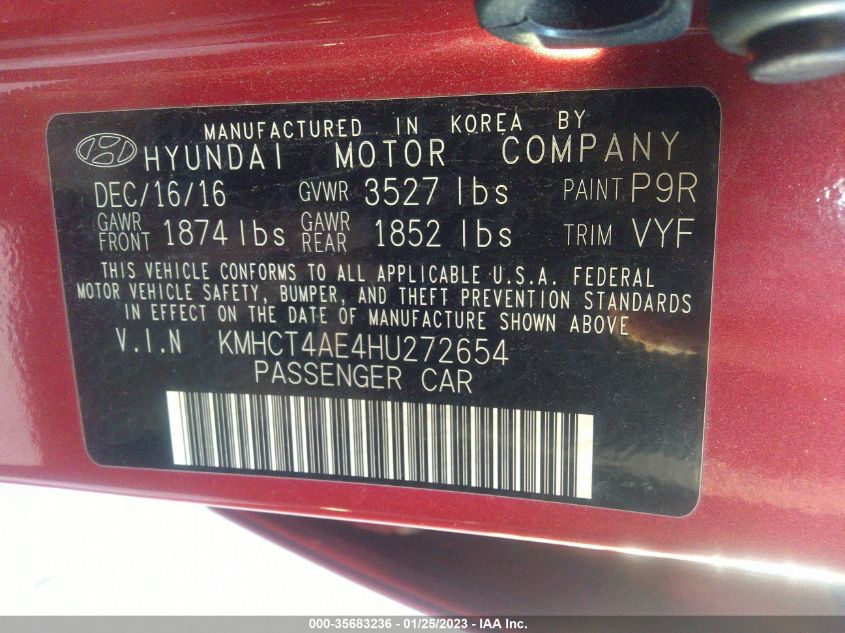 MANUFACTURED IN KOREA BY
HYUNDAI MOTOR COMPANY
DEC/16/16 GVWR 3527 lbs PAINT P9R
GAWR FRONT 1874 lbs GAWR REAR 1852 lbs TRIM VYF
THIS VEHICLE CONFORMS TO ALL APPLICABLE U.S.A. FEDERAL
MOTOR VEHICLE SAFETY, BUMPER, AND THEFT PREVENTION STANDARDS
IN EFFECT ON THE DATE OF MANUFACTURE SHOWN ABOVE
V.I.N KMHCT4AE4HU272654
PASSENGER CAR
000-35683236 - 01/25/2023 - IAA Inc.